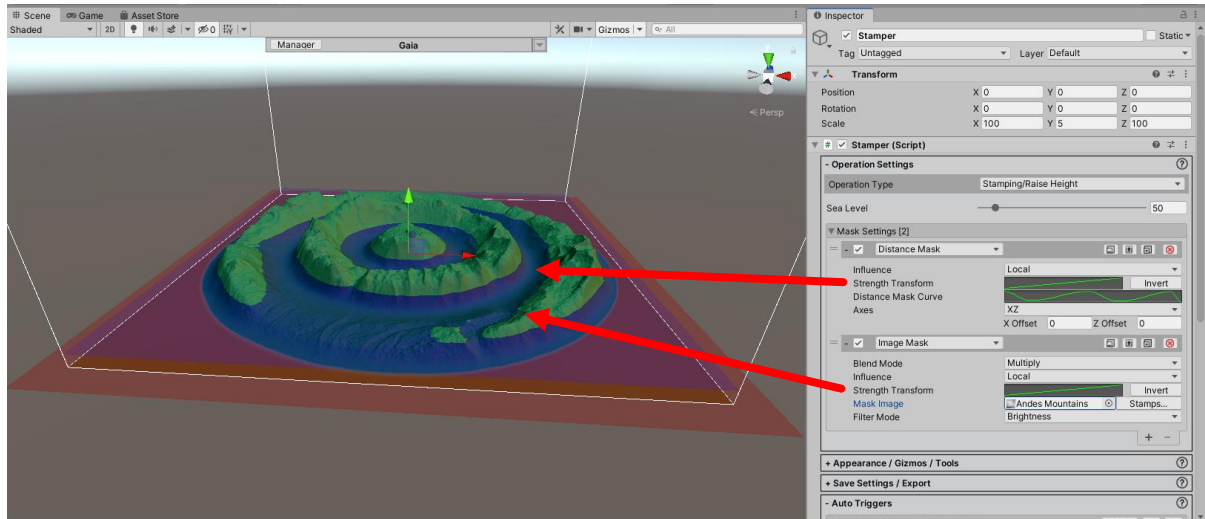 Scene Game Asset Store
Shaded 2D 0 Gizmos All
Manager Gaia
y
Persp
Inspector
Stamper Static
Tag Untagged Layer Default
Transform
Position X 0 Y 0 Z 0
Rotation X 0 Y 0 Z 0
Scale X 100 Y 5 Z 100
# Stamper (Script)
- Operation Settings ?
Operation Type Stamping/Raise Height
Sea Level 50
Mask Settings [2]
- Distance Mask
Influence Local
Strength Transform Invert
Distance Mask Curve
Axes XZ
X Offset 0 Z Offset 0
- Image Mask
Blend Mode Multiply
Influence Local
Strength Transform Invert
Mask Image Andes Mountains Stamps...
Filter Mode Brightness
+ -
+ Appearance / Gizmos / Tools ?
+ Save Settings / Export ?
- Auto Triggers ?